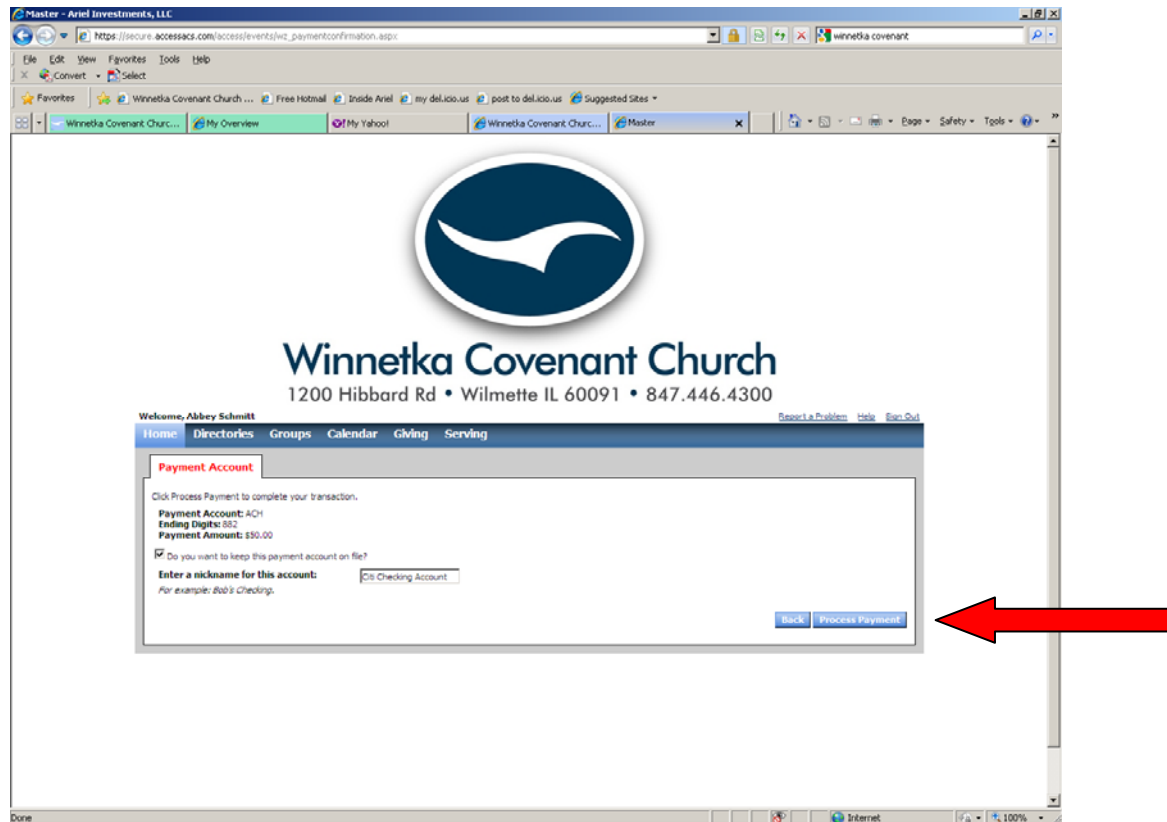 Master - Ariel Investments, LLC
https://secure.accessacs.com/access/events/wz_paymentconfirmation.aspx
winnetka covenant
File Edit View Favorites Tools Help
Convert Select
Favorites Winnetka Covenant Church ... Free Hotmail Inside Ariel my del.icio.us post to del.icio.us Suggested Sites
Winnetka Covenant Churc... My Overview My Yahoo! Winnetka Covenant Churc... Master Page Safety Tools
Winnetka Covenant Church
1200 Hibbard Rd • Wilmette IL 60091 • 847.446.4300
Welcome, Abbey Schmitt Report a Problem Help Sign Out
Home Directories Groups Calendar Giving Serving
Payment Account
Click Process Payment to complete your transaction.
Payment Account: ACH
Ending Digits: 882
Payment Amount: $50.00
Do you want to keep this payment account on file?
Enter a nickname for this account: Citi Checking Account
For example: Bob's Checking.
Back Process Payment
Done Internet 100%